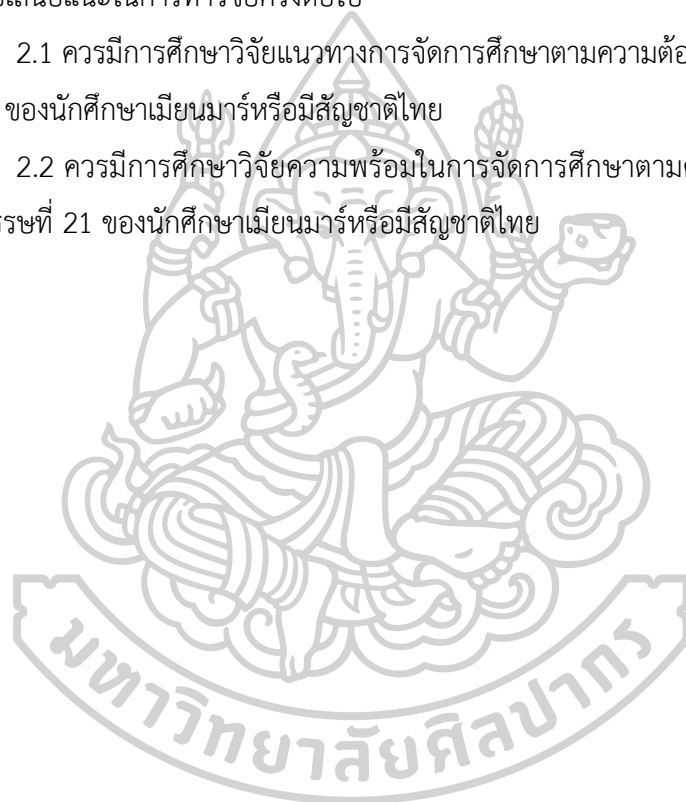 2.1 ควรมีการศึกษาวิจัยแนวทางการจัดการศึกษาตามความต้อ
ของนักศึกษาเมียนมาร์หรือมีสัญชาติไทย
2.2 ควรมีการศึกษาวิจัยความพร้อมในการจัดการศึกษาตาม
รรษที่ 21 ของนักศึกษาเมียนมาร์หรือมีสัญชาติไทย
มหาวิทยาลัยศิลปากร